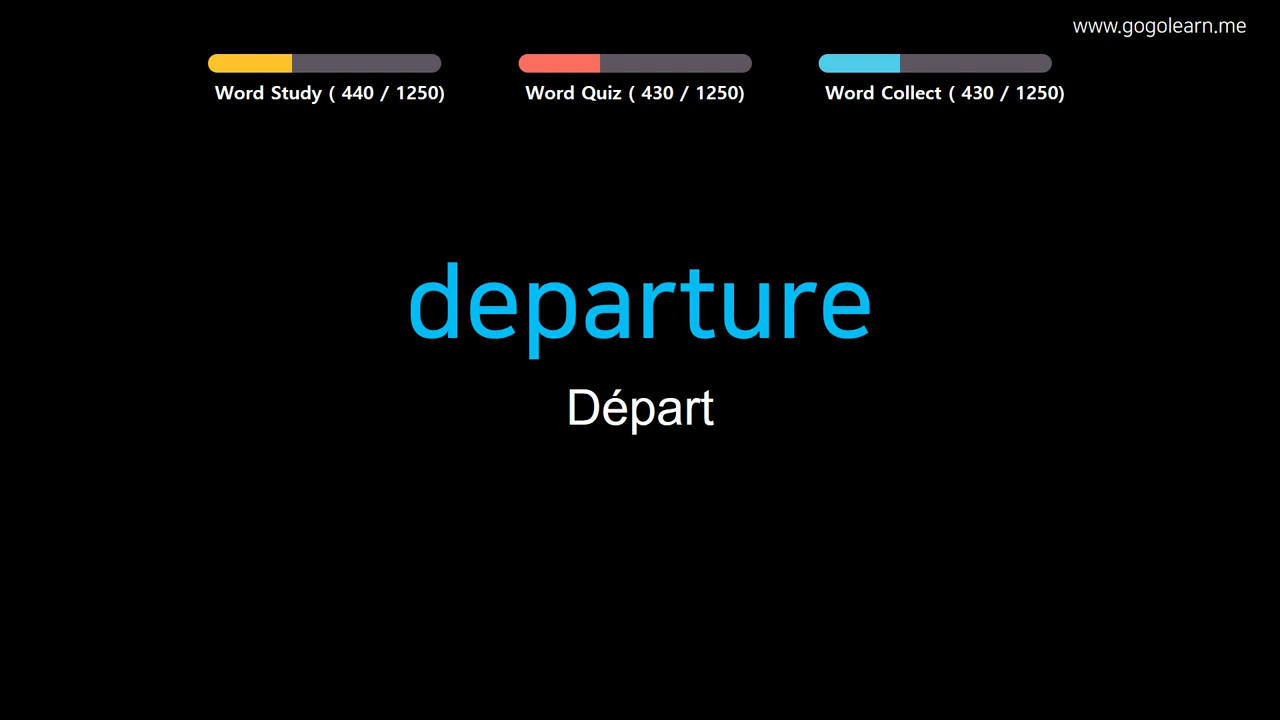 www.gogolearn.me
Word Study ( 440 / 1250)
Word Quiz ( 430 / 1250)
Word Collect ( 430 / 1250)
departure
Départ